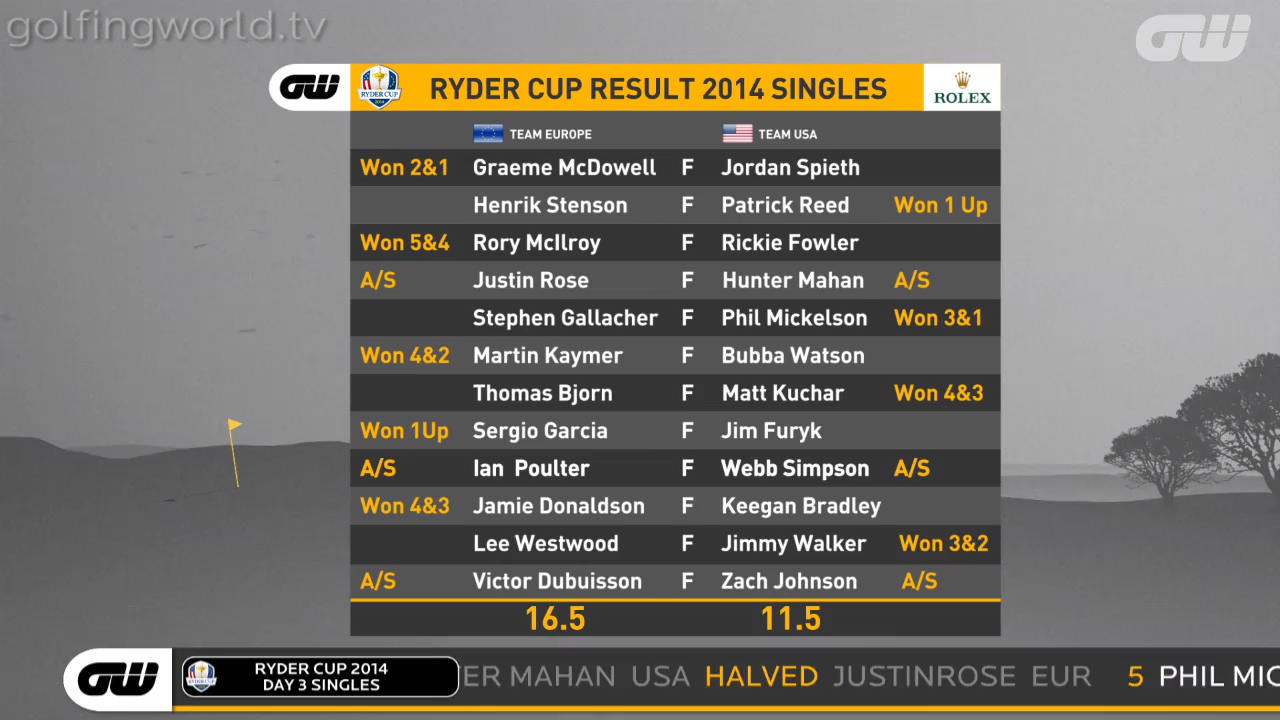 golfingworld.tv
GW
GW RYDER CUP 2014 RYDER CUP RESULT 2014 SINGLES ROLEX
TEAM EUROPE TEAM USA
Won 2&1 Graeme McDowell F Jordan Spieth
Henrik Stenson F Patrick Reed Won 1 Up
Won 5&4 Rory McIlroy F Rickie Fowler
A/S Justin Rose F Hunter Mahan A/S
Stephen Gallacher F Phil Mickelson Won 3&1
Won 4&2 Martin Kaymer F Bubba Watson
Thomas Bjorn F Matt Kuchar Won 4&3
Won 1Up Sergio Garcia F Jim Furyk
A/S Ian Poulter F Webb Simpson A/S
Won 4&3 Jamie Donaldson F Keegan Bradley
Lee Westwood F Jimmy Walker Won 3&2
A/S Victor Dubuisson F Zach Johnson A/S
16.5 11.5
GW RYDER CUP 2014
DAY 3 SINGLES
ER MAHAN USA HALVED JUSTINROSE EUR 5 PHIL MIC